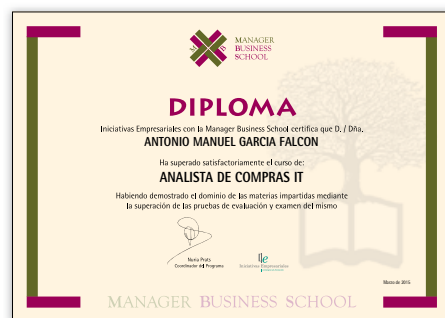 M B
MANAGER
BUSINESS
SCHOOL
DIPLOMA
Iniciativas Empresariales con la Manager Business School certifica que D. / Dña.
ANTONIO MANUEL GARCIA FALCON
Ha superado satisfactoriamente el curso de:
ANALISTA DE COMPRAS IT
Habiendo demostrado el dominio de las materias impartidas mediante
la superación de las pruebas de evaluación y examen del mismo
Nuria Prats
Coordinador del Programa
Iniciativas Empresariales
Marzo de 2015
MANAGER BUSINESS SCHOOL